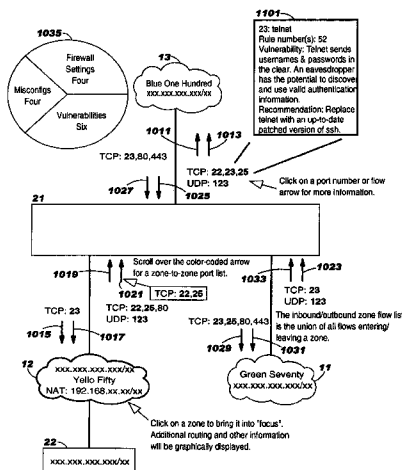 1035
Firewall
Settings
Four
Misconfigs
Four
Vulnerabilities
Six
13
Blue One Hundred
xxx.xxx.xxx.xxx/xx
1101
23: telnet
Rule number(s): 52
Vulnerability: Telnet sends
usernames & passwords in
the clear. An eavesdropper
has the potential to discover
and use valid authentication
information.
Recommendation: Replace
telnet with an up-to-date
patched version of ssh.
1011
1013
TCP: 23,80,443
TCP: 22,23,25
UDP: 123
1027
1025
Click on a port number or flow
arrow for more information.
21
1019
Scroll over the color-coded arrow
for a zone-to-zone port list.
1033
1023
1021
TCP: 22,25
TCP: 23
UDP: 123
TCP: 23
TCP: 22,25,80
UDP: 123
1015
1017
TCP: 23,25,80,443
The inbound/outbound zone flow list
is the union of all flows entering/
leaving a zone.
1029
1031
12
xxx.xxx.xxx.xxx/xx
Yello Fifty
NAT: 192.168.xx.xx/xx
Green Seventy
xxx.xxx.xxx.xxx/xx
11
Click on a zone to bring it into "focus".
Additional routing and other information
will be graphically displayed.
22
xxx.xxx.xxx.xxx/xx